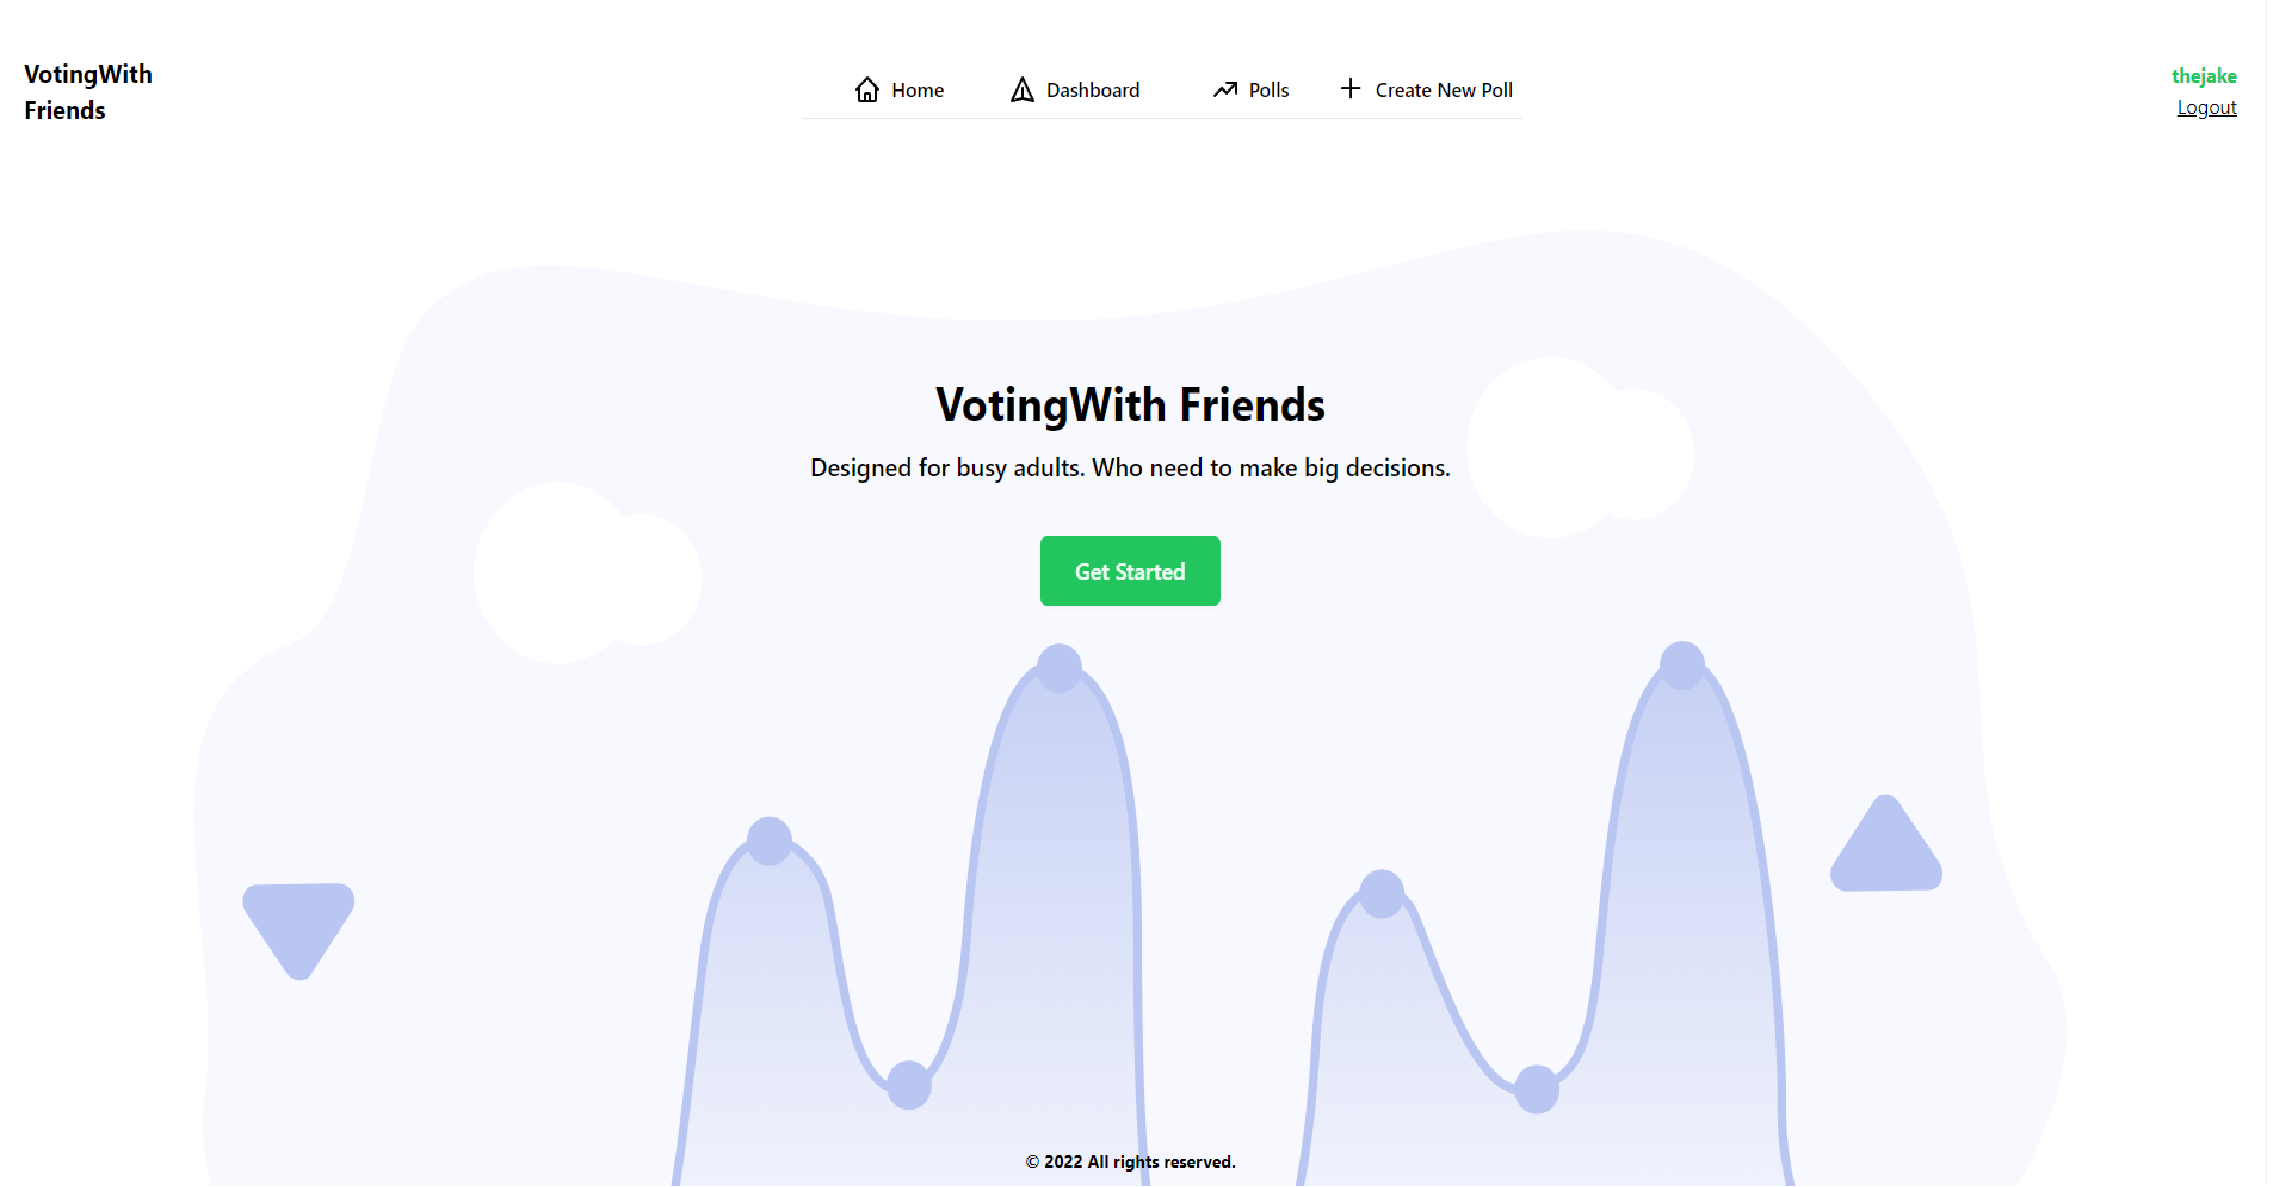 VotingWith
Friends
Home
Dashboard
Polls
Create New Poll
thejake
Logout
VotingWith Friends
Designed for busy adults. Who need to make big decisions.
Get Started
© 2022 All rights reserved.